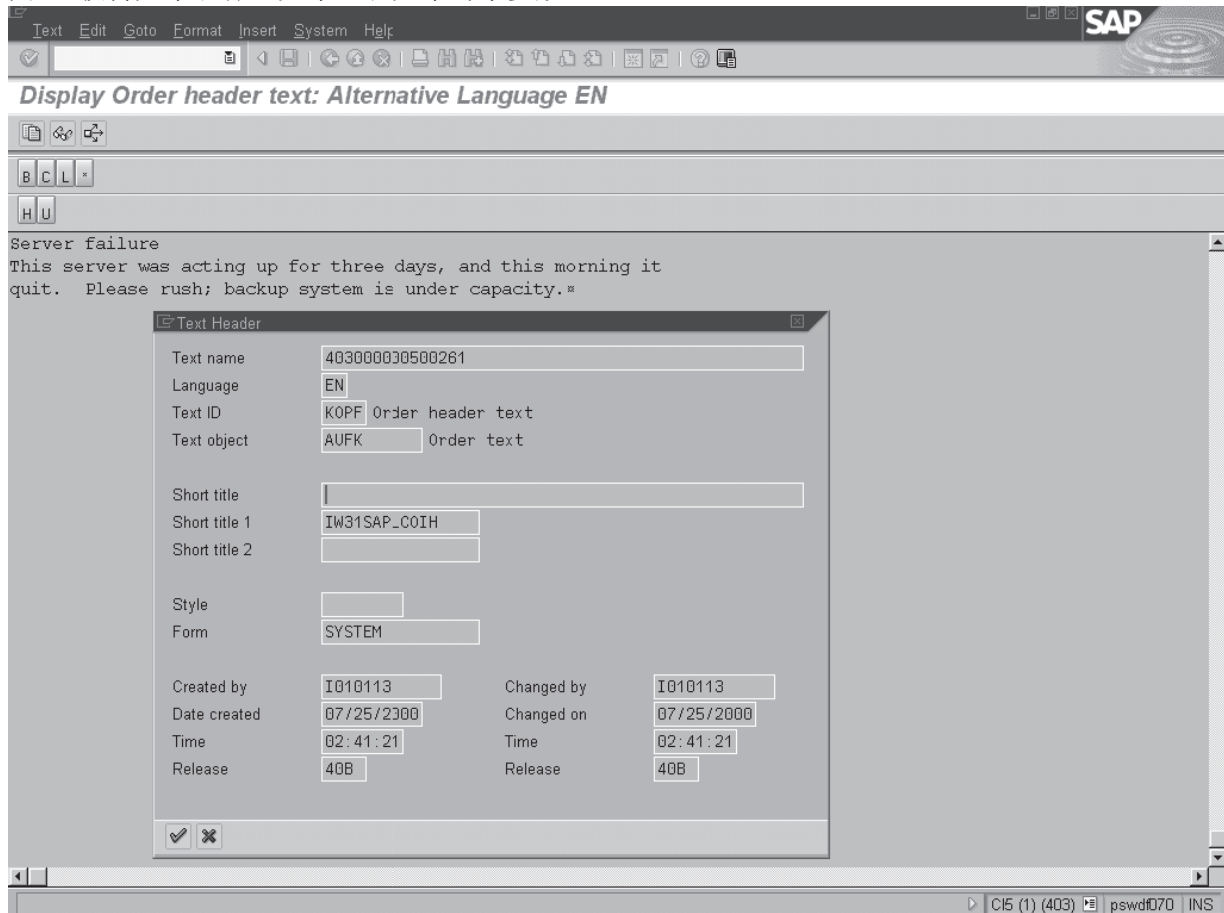 Text Edit Goto Format Insert System Help
SAP
Display Order header text: Alternative Language EN
B C L *
H U
Server failure
This server was acting up for three days, and this morning it
quit. Please rush; backup system is under capacity.*
Text Header
Text name 403000030500261
Language EN
Text ID KOPF Order header text
Text object AUFK Order text
Short title
Short title 1 IW31SAP_COIH
Short title 2
Style
Form SYSTEM
Created by I010113 Changed by I010113
Date created 07/25/2000 Changed on 07/25/2000
Time 02:41:21 Time 02:41:21
Release 40B Release 40B
CI5 (1) (403) pswdf070 INS